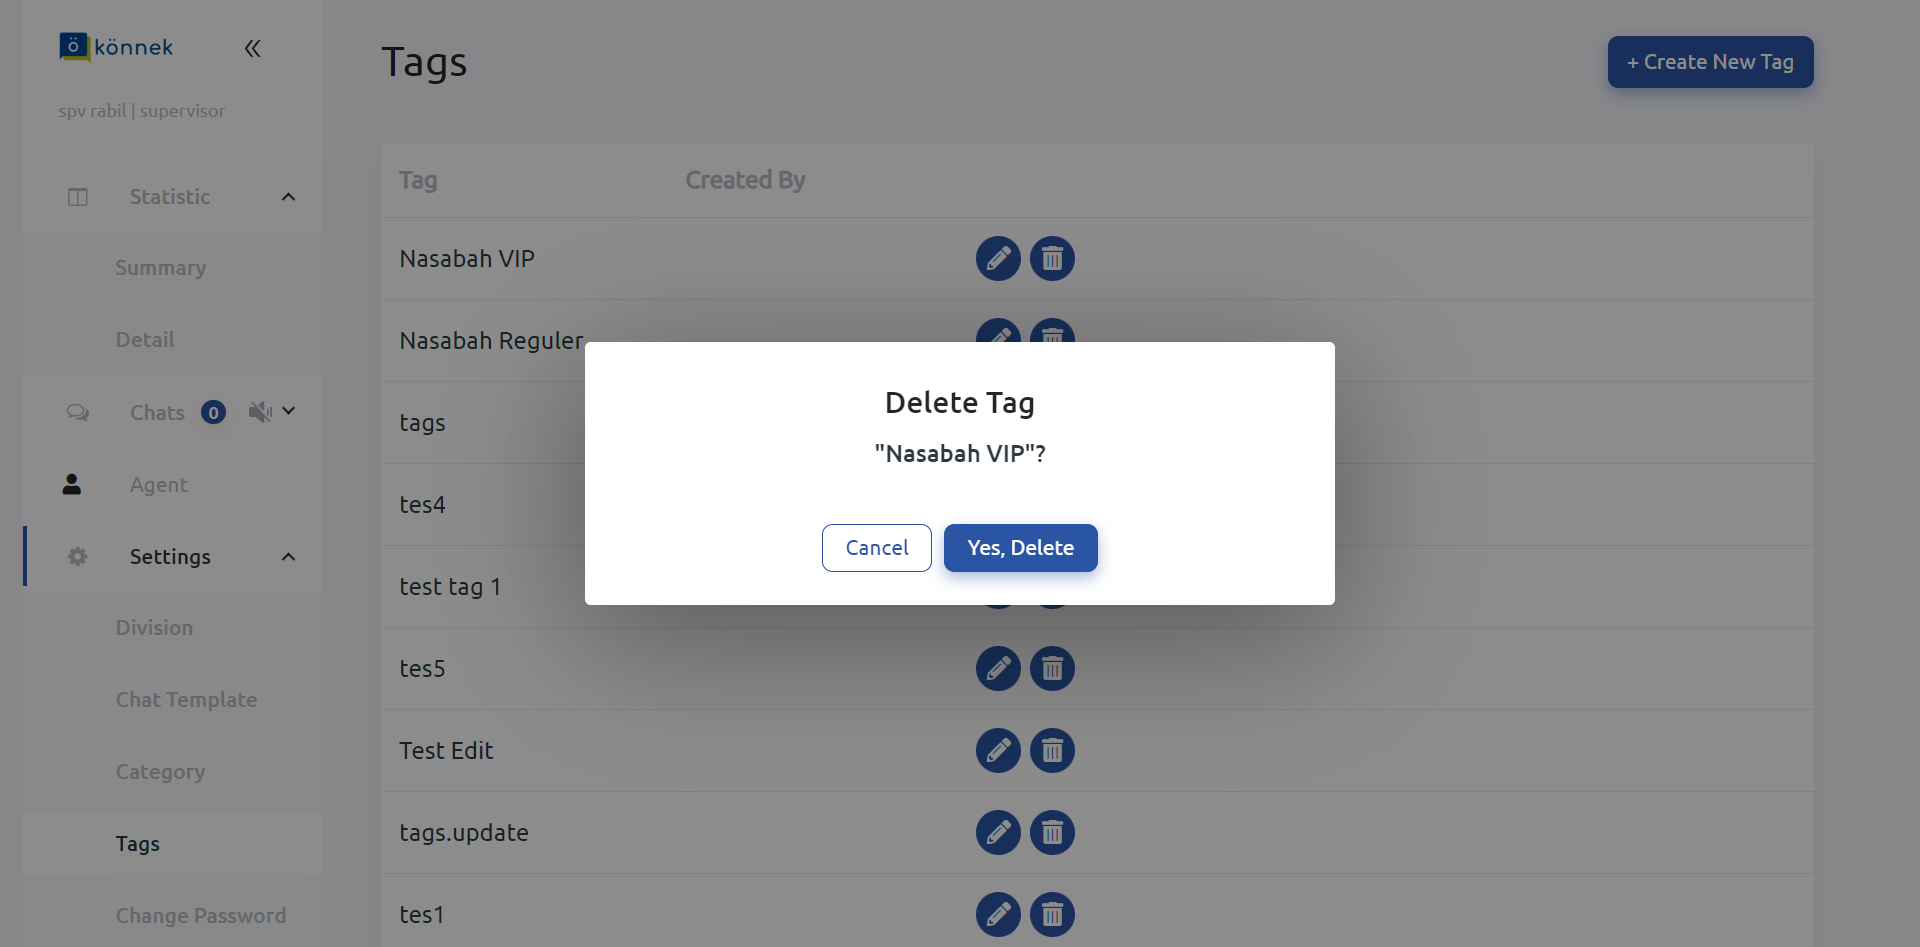 könnek
spv rabil | supervisor
Statistic
Summary
Detail
Chats 0
Agent
Settings
Division
Chat Template
Category
Tags
Change Password
Tags
+ Create New Tag
Tag Created By
Nasabah VIP
Nasabah Reguler
tags
tes4
test tag 1
tes5
Test Edit
tags.update
tes1
Delete Tag
"Nasabah VIP"?
Cancel Yes, Delete